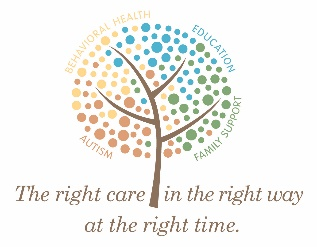 BEHAVIORAL HEALTH
EDUCATION
AUTISM
FAMILY SUPPORT
The right care in the right way
at the right time.